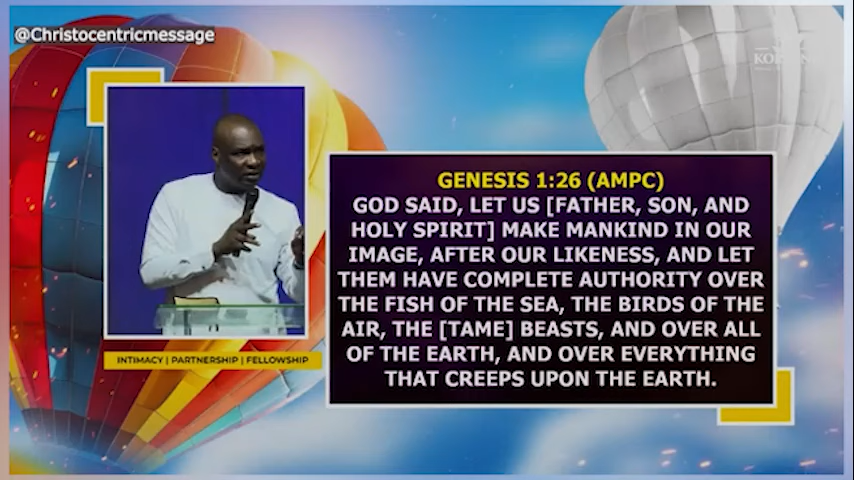 @Christocentricmessage
GENESIS 1:26 (AMPC)
GOD SAID, LET US [FATHER, SON, AND
HOLY SPIRIT] MAKE MANKIND IN OUR
IMAGE, AFTER OUR LIKENESS, AND LET
THEM HAVE COMPLETE AUTHORITY OVER
THE FISH OF THE SEA, THE BIRDS OF THE
AIR, THE [TAME] BEASTS, AND OVER ALL
OF THE EARTH, AND OVER EVERYTHING
THAT CREEPS UPON THE EARTH.
INTIMACY | PARTNERSHIP | FELLOWSHIP